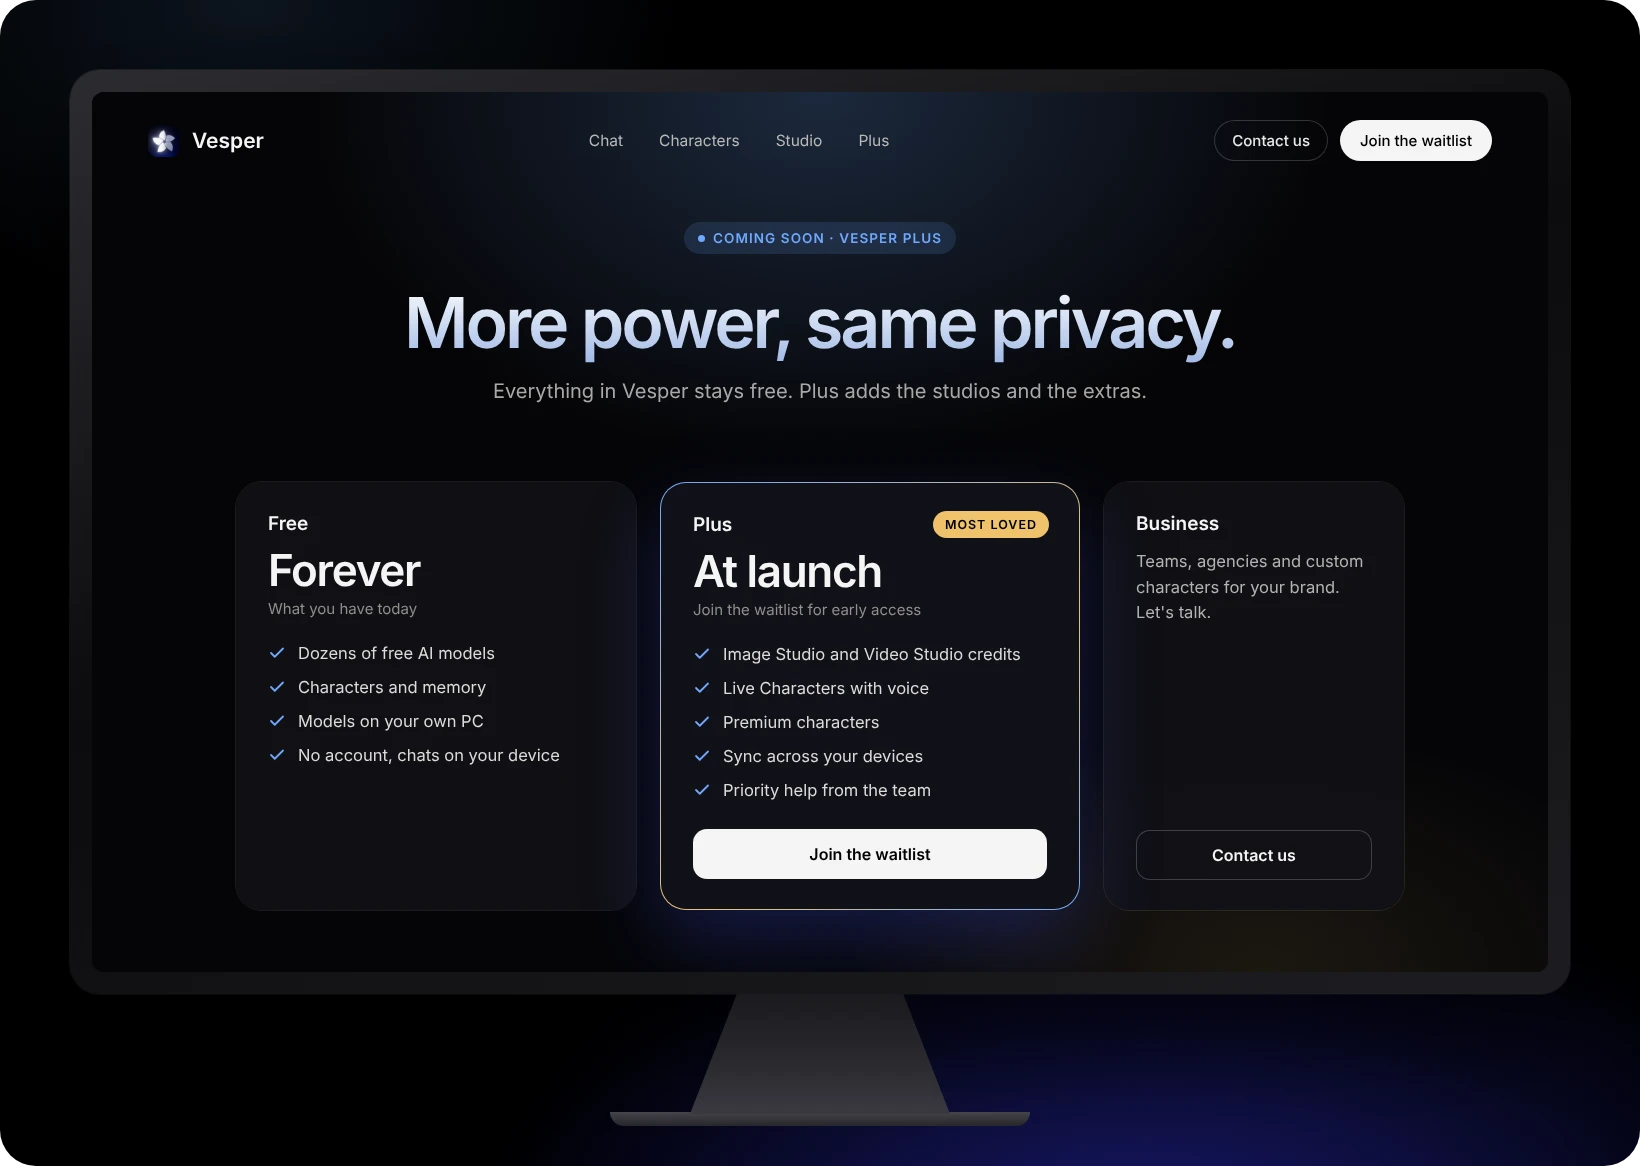 Vesper
Chat
Characters
Studio
Plus
Contact us
Join the waitlist
COMING SOON · VESPER PLUS
More power, same privacy.
Everything in Vesper stays free. Plus adds the studios and the extras.
Free
Forever
What you have today
Dozens of free AI models
Characters and memory
Models on your own PC
No account, chats on your device
Plus
MOST LOVED
At launch
Join the waitlist for early access
Image Studio and Video Studio credits
Live Characters with voice
Premium characters
Sync across your devices
Priority help from the team
Join the waitlist
Business
Teams, agencies and custom
characters for your brand.
Let's talk.
Contact us